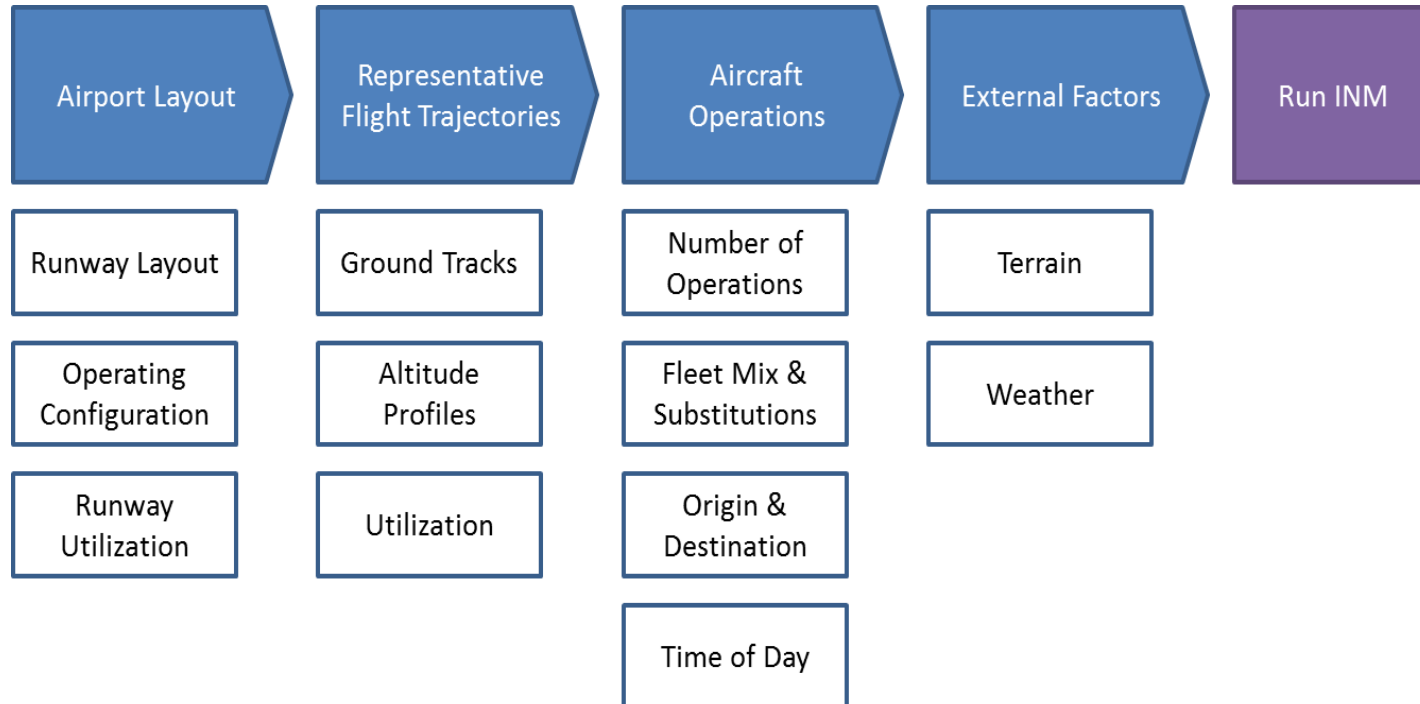 Airport Layout
Representative
Flight Trajectories
Aircraft
Operations
External Factors
Run INM
Runway Layout
Operating
Configuration
Runway
Utilization
Ground Tracks
Altitude
Profiles
Utilization
Number of
Operations
Fleet Mix &
Substitutions
Origin &
Destination
Time of Day
Terrain
Weather